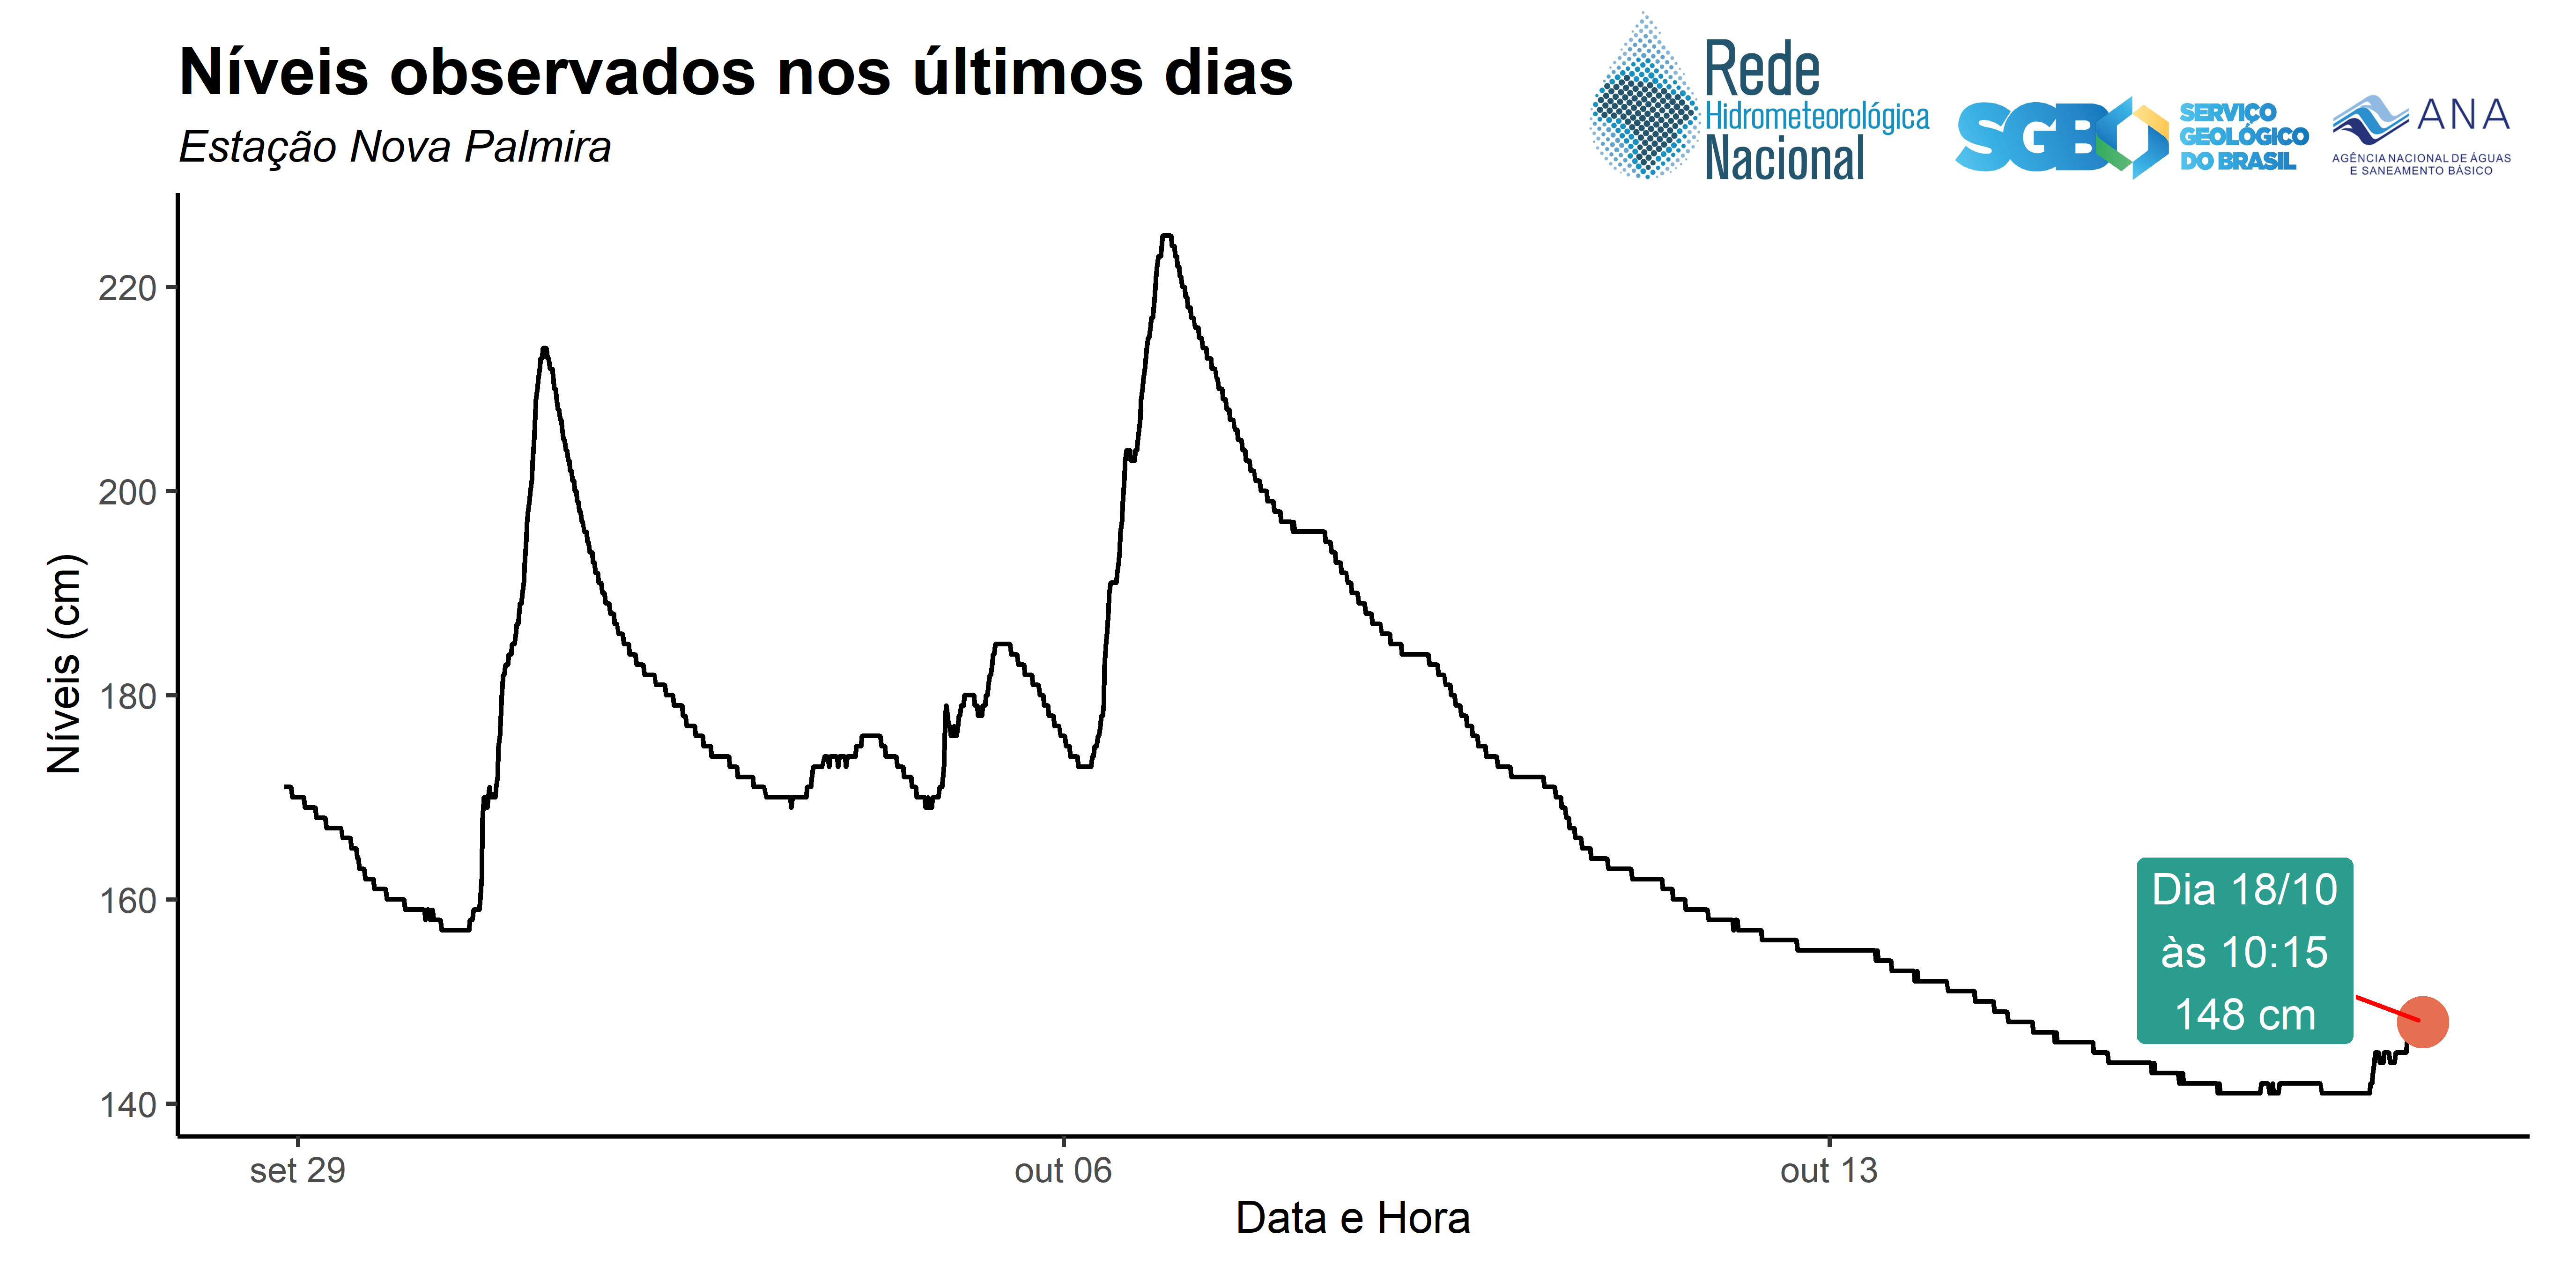 Níveis observados nos últimos dias
Estação Nova Palmira
Rede
Hidrometeorológica
Nacional
SGB
SERVIÇO
GEOLÓGICO
DO BRASIL
ANA
AGÊNCIA NACIONAL DE ÁGUAS
E SANEAMENTO BÁSICO
Níveis (cm)
220
200
180
160
140
Dia 18/10
às 10:15
148 cm
set 29
out 06
out 13
Data e Hora